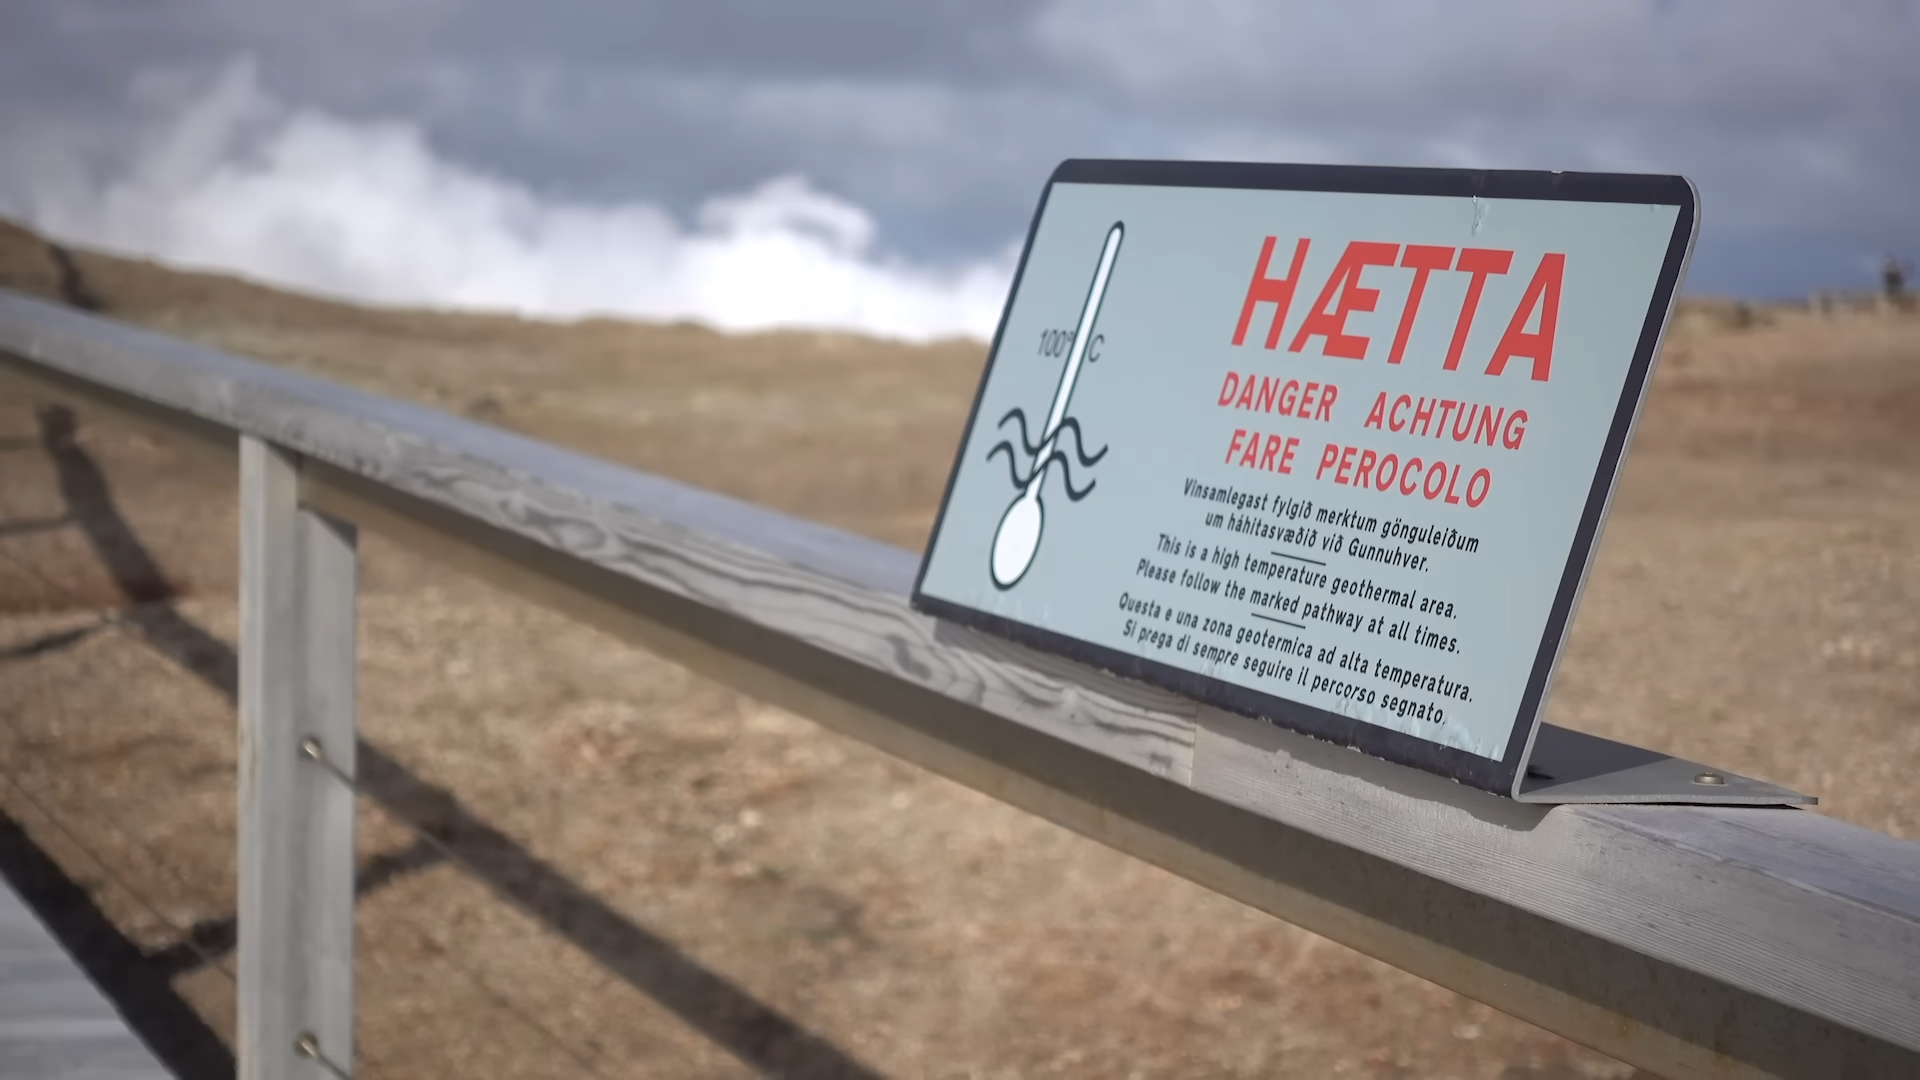 100° C
HÆTTA
DANGER ACHTUNG
FARE PEROCOLO
Vinsamlegast fylgið merktum gönguleiðum
um háhitasvæðið við Gunnuhver.
This is a high temperature geothermal area.
Please follow the marked pathway at all times.
Questa e una zona geotermica ad alta temperatura.
Si prega di sempre seguire il percorso segnato.